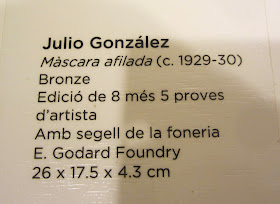 Julio González
Màscara afilada (c. 1929-30)
Bronze
Edició de 8 més 5 proves
d'artista
Amb segell de la foneria
E. Godard Foundry
26 x 17.5 x 4.3 cm